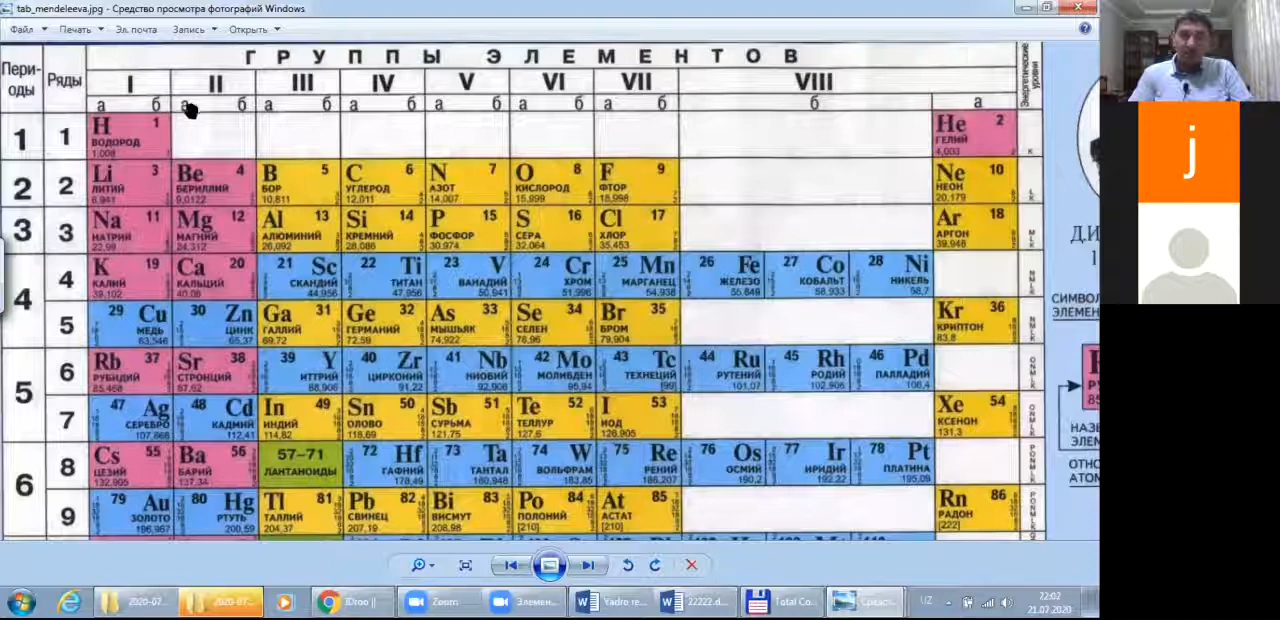 tab_mendeleeva.jpg - Средство просмотра фотографий Windows
Файл Печать Эл. почта Запись Открыть
Пери- оды Ряды ГРУППЫ ЭЛЕМЕНТОВ Энергетические уровни
I II III IV V VI VII VIII
а б а б а б а б а б а б а б б а
1 1 H 1 He 2
ВОДОРОД ГЕЛИЙ
1,008 4,003
K
2 2 Li 3 Be 4 B 5 C 6 N 7 O 8 F 9 Ne 10
ЛИТИЙ БЕРИЛЛИЙ БОР УГЛЕРОД АЗОТ КИСЛОРОД ФТОР НЕОН
6,941 9,0122 10,811 12,011 14,007 15,999 18,998 20,179
3 3 Na 11 Mg 12 Al 13 Si 14 P 15 S 16 Cl 17 Ar 18
НАТРИЙ МАГНИЙ АЛЮМИНИЙ КРЕМНИЙ ФОСФОР СЕРА ХЛОР АРГОН
22,99 24,312 26,092 28,086 30,974 32,064 35,453 39,948
Д.И
4 4 K 19 Ca 20 21 Sc 22 Ti 23 V 24 Cr 25 Mn 26 Fe 27 Co 28 Ni
КАЛИЙ КАЛЬЦИЙ СКАНДИЙ ТИТАН ВАНАДИЙ ХРОМ МАРГАНЕЦ ЖЕЛЕЗО КОБАЛЬТ НИКЕЛЬ
39,102 40,08 44,956 47,956 50,941 51,996 54,938 55,849 58,933 58,7
СИМВОЛ
ЭЛЕМЕН
5 29 Cu 30 Zn Ga 31 Ge 32 As 33 Se 34 Br 35 Kr 36
МЕДЬ ЦИНК ГАЛЛИЙ ГЕРМАНИЙ МЫШЬЯК СЕЛЕН БРОМ КРИПТОН
63,546 65,37 69,72 72,59 74,922 78,96 79,904 83,8
5 6 Rb 37 Sr 38 39 Y 40 Zr 41 Nb 42 Mo 43 Tc 44 Ru 45 Rh 46 Pd
РУБИДИЙ СТРОНЦИЙ ИТТРИЙ ЦИРКОНИЙ НИОБИЙ МОЛИБДЕН ТЕХНЕЦИЙ РУТЕНИЙ РОДИЙ ПАЛЛАДИЙ
85,468 87,62 88,906 91,22 92,906 95,94 [99] 101,07 102,906 106,4
7 47 Ag 48 Cd In 49 Sn 50 Sb 51 Te 52 I 53 Xe 54
СЕРЕБРО КАДМИЙ ИНДИЙ ОЛОВО СУРЬМА ТЕЛЛУР ИОД КСЕНОН
107,868 112,41 114,82 118,69 121,75 127,6 126,905 131,3
НАЗВ
ЭЛЕМ
6 8 Cs 55 Ba 56 57–71 72 Hf 73 Ta 74 W 75 Re 76 Os 77 Ir 78 Pt
ЦЕЗИЙ БАРИЙ ЛАНТАНОИДЫ ГАФНИЙ ТАНТАЛ ВОЛЬФРАМ РЕНИЙ ОСМИЙ ИРИДИЙ ПЛАТИНА
132,905 137,34 178,49 180,948 183,85 186,207 190,2 192,22 195,09
ОТНО
АТОМ
9 79 Au 80 Hg Tl 81 Pb 82 Bi 83 Po 84 At 85 Rn 86
ЗОЛОТО РТУТЬ ТАЛЛИЙ СВИНЕЦ ВИСМУТ ПОЛОНИЙ АСТАТ РАДОН
196,967 200,59 204,37 207,19 208,98 [210] [210] [222]
j
2020-07... 2020-07... IDroo || Zoom Элемен... Yadro re... 22222.d... Total Co... Средст... UZ 22:02
21.07.2020